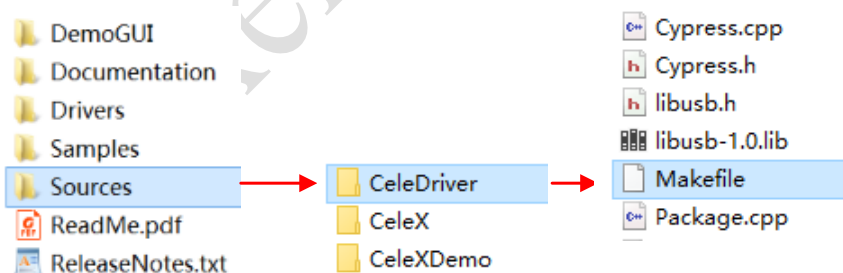 DemoGUI
Documentation
Drivers
Samples
Sources
ReadMe.pdf
ReleaseNotes.txt
CeleDriver
CeleX
CeleXDemo
Cypress.cpp
Cypress.h
libusb.h
libusb-1.0.lib
Makefile
Package.cpp